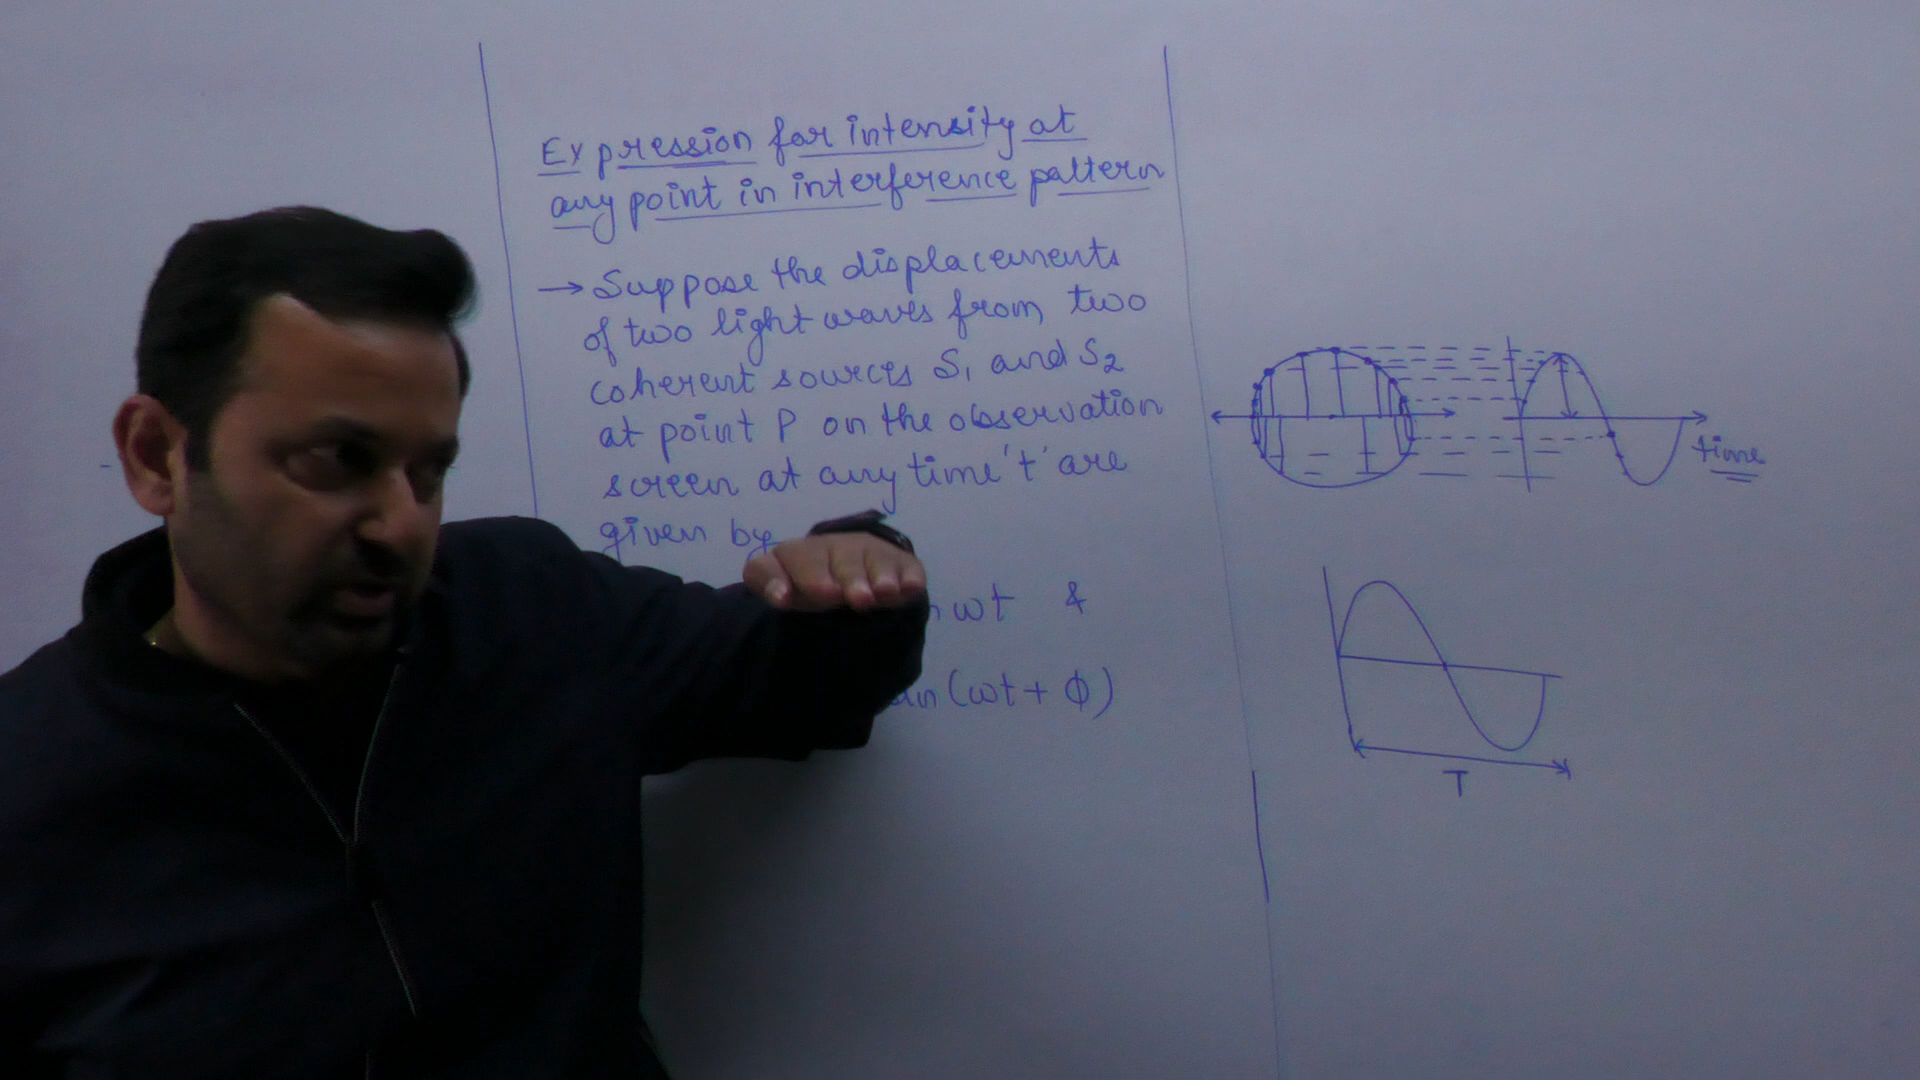 Expression for intensity at
any point in interference pattern
→ Suppose the displacements
of two light waves from two
coherent sources S₁ and S₂
at point P on the observation
screen at any time 't' are
given by
ωt &
(ωt + ϕ)
time
T